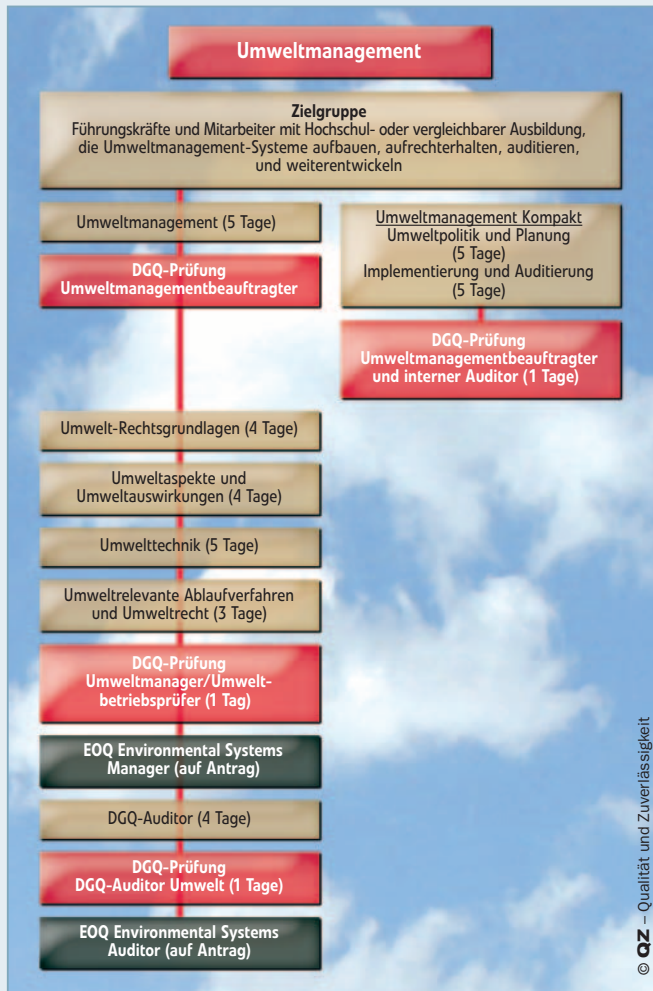 Umweltmanagement
Zielgruppe
Führungskräfte und Mitarbeiter mit Hochschul- oder vergleichbarer Ausbildung,
die Umweltmanagement-Systeme aufbauen, aufrechterhalten, auditieren,
und weiterentwickeln
Umweltmanagement (5 Tage)
DGQ-Prüfung
Umweltmanagementbeauftragter
Umweltmanagement Kompakt
Umweltpolitik und Planung
(5 Tage)
Implementierung und Auditierung
(5 Tage)
DGQ-Prüfung
Umweltmanagementbeauftragter
und interner Auditor (1 Tage)
Umwelt-Rechtsgrundlagen (4 Tage)
Umweltaspekte und
Umweltauswirkungen (4 Tage)
Umwelttechnik (5 Tage)
Umweltrelevante Ablaufverfahren
und Umweltrecht (3 Tage)
DGQ-Prüfung
Umweltmanager/Umwelt-
betriebsprüfer (1 Tag)
EOQ Environmental Systems
Manager (auf Antrag)
DGQ-Auditor (4 Tage)
DGQ-Prüfung
DGQ-Auditor Umwelt (1 Tage)
EOQ Environmental Systems
Auditor (auf Antrag)
© QZ – Qualität und Zuverlässigkeit